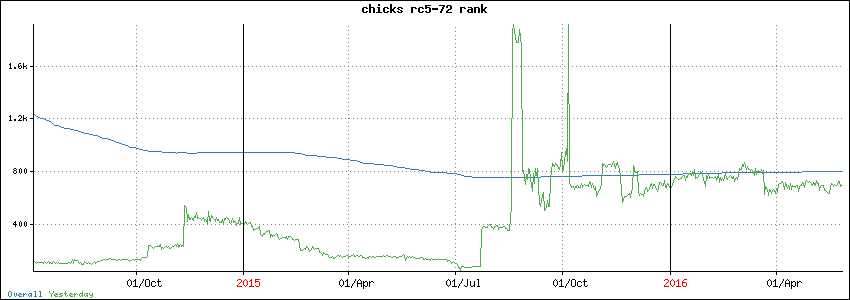 chicks rc5-72 rank
1.6k
1.2k
800
400
01/Oct 2015 01/Apr 01/Jul 01/Oct 2016 01/Apr
Overall Yesterday